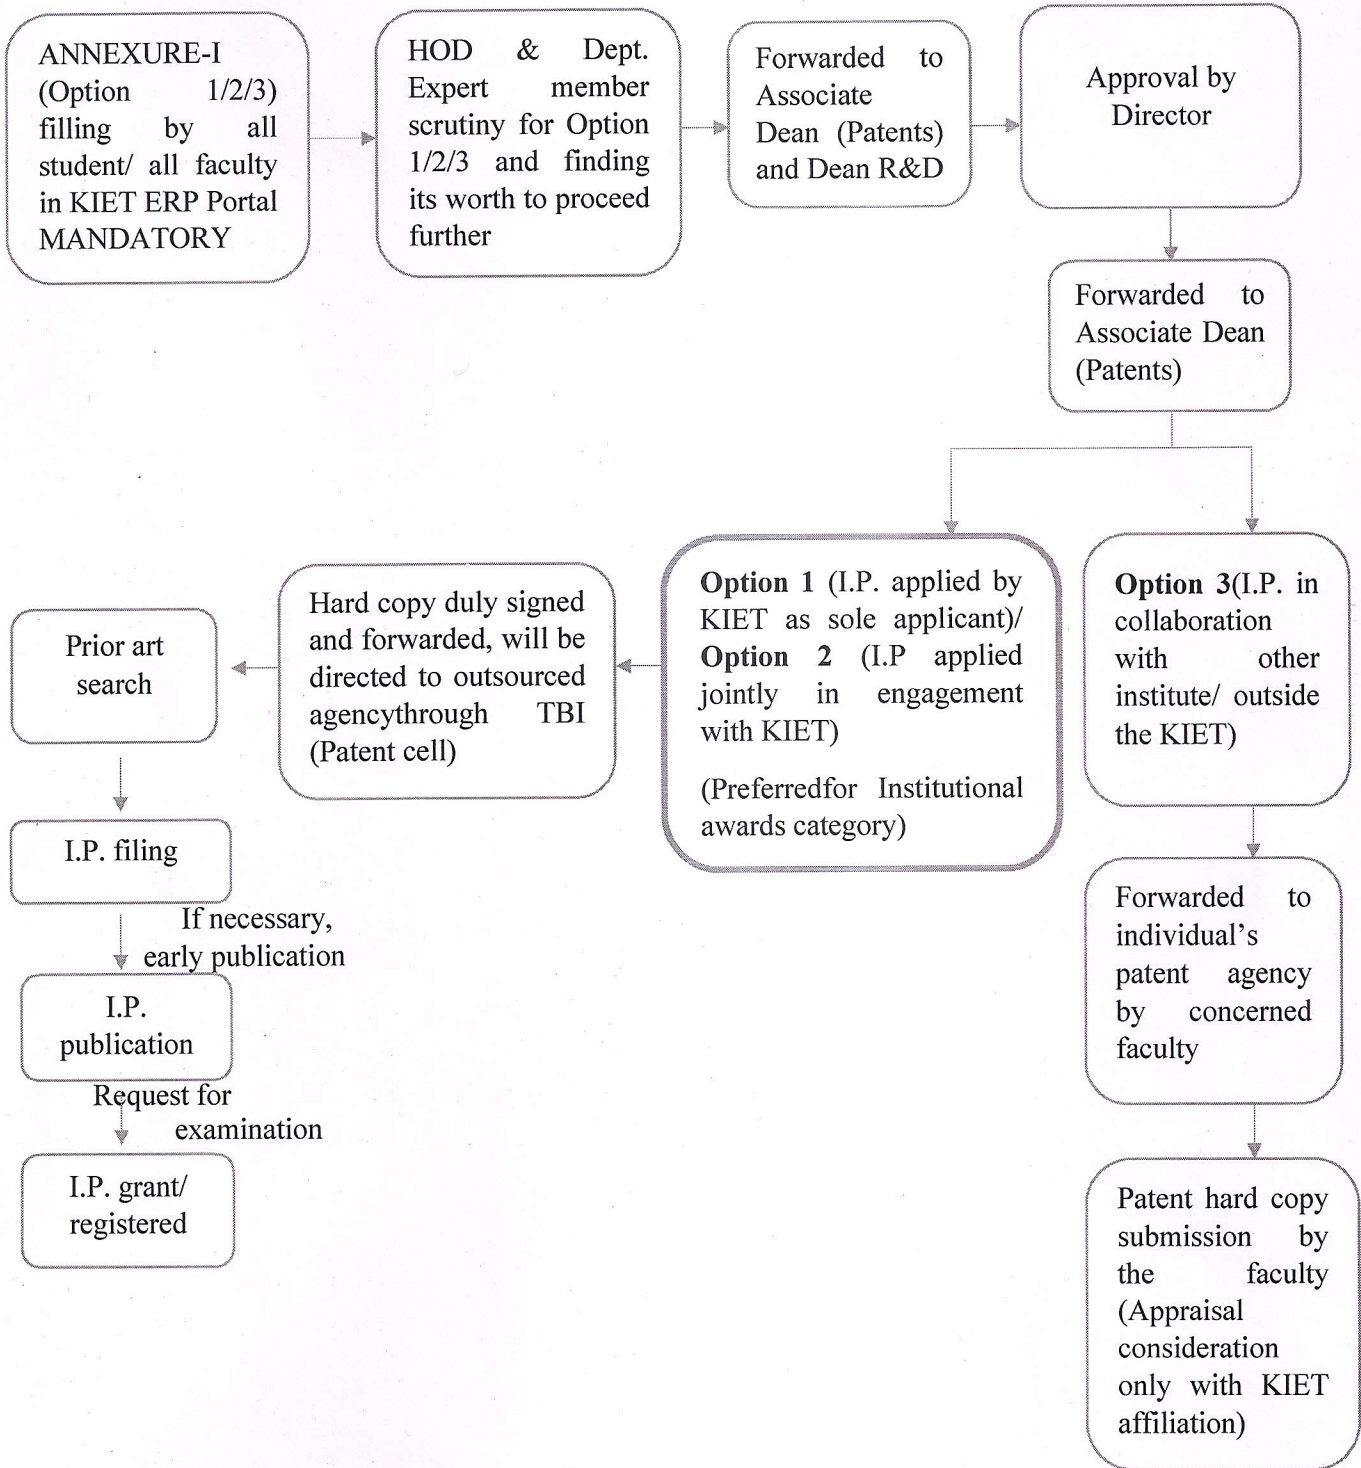 ANNEXURE-I
(Option 1/2/3)
filling by all
student/ all faculty
in KIET ERP Portal
MANDATORY
HOD & Dept.
Expert member
scrutiny for Option
1/2/3 and finding
its worth to proceed
further
Forwarded to
Associate
Dean (Patents)
and Dean R&D
Approval by
Director
Forwarded to
Associate Dean
(Patents)
Option 1 (I.P. applied by
KIET as sole applicant)/
Option 2 (I.P applied
jointly in engagement
with KIET)
(Preferredfor Institutional
awards category)
Hard copy duly signed
and forwarded, will be
directed to outsourced
agencythrough TBI
(Patent cell)
Prior art
search
I.P. filing
If necessary,
early publication
I.P.
publication
Request for
examination
I.P. grant/
registered
Option 3(I.P. in
collaboration
with other
institute/ outside
the KIET)
Forwarded to
individual's
patent agency
by concerned
faculty
Patent hard copy
submission by
the faculty
(Appraisal
consideration
only with KIET
affiliation)